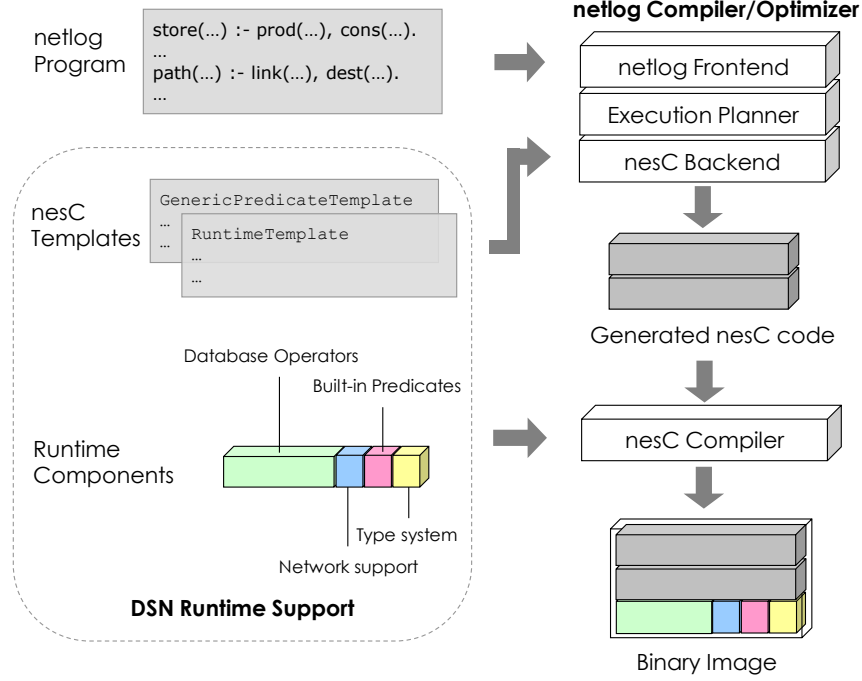 netlog Compiler/Optimizer
netlog
Program
store(…) :- prod(…), cons(…).
…
path(…) :- link(…), dest(…).
…
netlog Frontend
Execution Planner
nesC Backend
nesC
Templates
GenericPredicateTemplate
…
…
RuntimeTemplate
…
…
Generated nesC code
Database Operators
Built-in Predicates
Runtime
Components
nesC Compiler
Type system
Network support
DSN Runtime Support
Binary Image